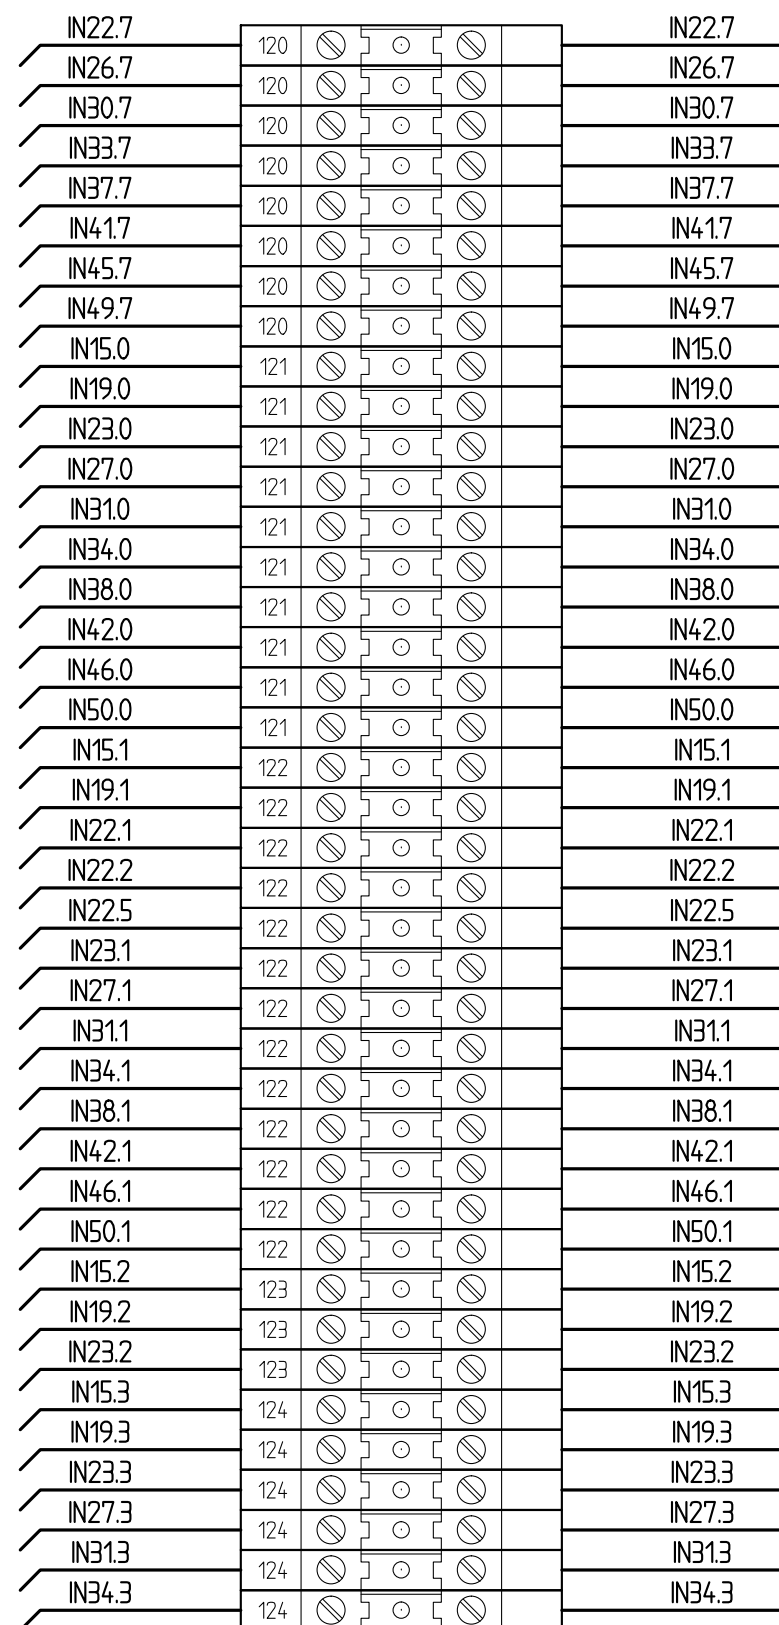 IN22.7 120 IN22.7
IN26.7 120 IN26.7
IN30.7 120 IN30.7
IN33.7 120 IN33.7
IN37.7 120 IN37.7
IN41.7 120 IN41.7
IN45.7 120 IN45.7
IN49.7 120 IN49.7
IN15.0 121 IN15.0
IN19.0 121 IN19.0
IN23.0 121 IN23.0
IN27.0 121 IN27.0
IN31.0 121 IN31.0
IN34.0 121 IN34.0
IN38.0 121 IN38.0
IN42.0 121 IN42.0
IN46.0 121 IN46.0
IN50.0 121 IN50.0
IN15.1 122 IN15.1
IN19.1 122 IN19.1
IN22.1 122 IN22.1
IN22.2 122 IN22.2
IN22.5 122 IN22.5
IN23.1 122 IN23.1
IN27.1 122 IN27.1
IN31.1 122 IN31.1
IN34.1 122 IN34.1
IN38.1 122 IN38.1
IN42.1 122 IN42.1
IN46.1 122 IN46.1
IN50.1 122 IN50.1
IN15.2 123 IN15.2
IN19.2 123 IN19.2
IN23.2 123 IN23.2
IN15.3 124 IN15.3
IN19.3 124 IN19.3
IN23.3 124 IN23.3
IN27.3 124 IN27.3
IN31.3 124 IN31.3
IN34.3 124 IN34.3